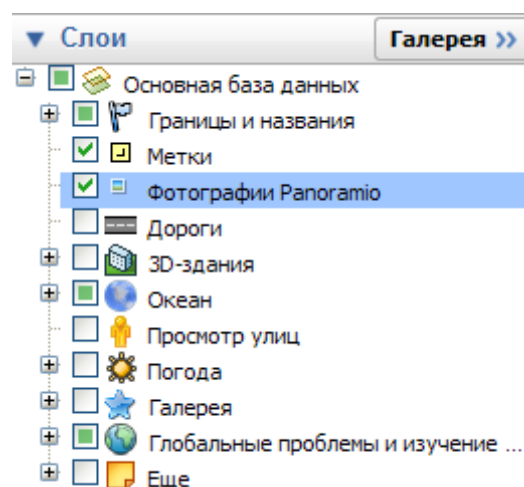 Слои Галерея >>
Основная база данных
Границы и названия
Метки
Фотографии Panoramio
Дороги
3D-здания
Океан
Просмотр улиц
Погода
Галерея
Глобальные проблемы и изучение ...
Еще